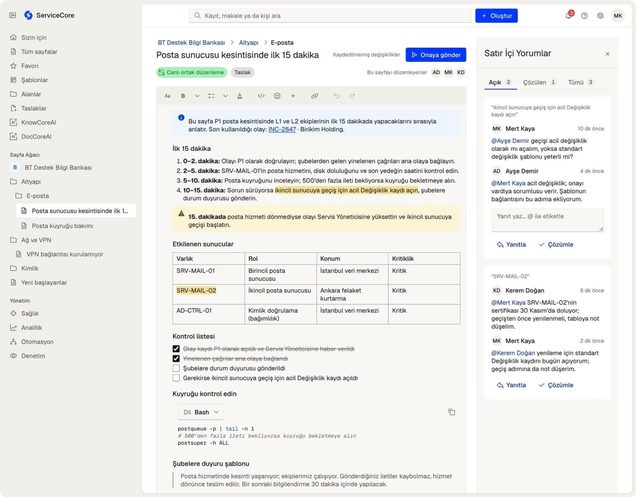 ServiceCore
Kayıt, makale ya da kişi ara
+ Oluştur
3
MK
Sizin için
Tüm sayfalar
Favori
Şablonlar
Alanlar
Taslaklar
KnowCoreAI
DocCoreAI
Sayfa Ağacı
B BT Destek Bilgi Bankası
Altyapı
E-posta
Posta sunucusu kesintisinde ilk 1...
Posta kuyruğu bakımı
Ağ ve VPN
VPN bağlantısı kurulamıyor
Kimlik
Yeni başlayanlar
Yönetim
Sağlık
Analitik
Otomasyon
Denetim
BT Destek Bilgi Bankası › Altyapı › E-posta
Posta sunucusu kesintisinde ilk 15 dakika
Kaydedilmemiş değişiklikler
Onaya gönder
Canlı ortak düzenleme
Taslak
Bu sayfayı düzenleyenler AD MK KD
Aa B A </>
Bu sayfa P1 posta kesintisinde L1 ve L2 ekiplerinin ilk 15 dakikada yapacaklarını sırasıyla
anlatır. Son kullanıldığı olay: INC-2847 · Birikim Holding.
İlk 15 dakika
1. 0–2. dakika: Olayı P1 olarak doğrulayın; şubelerden gelen yinelenen çağrıları ana olaya bağlayın.
2. 2–5. dakika: SRV-MAIL-01'in posta hizmetini, disk doluluğunu ve son yedeğin saatini kontrol edin.
3. 5–10. dakika: Posta kuyruğunu inceleyin; 500'den fazla ileti bekliyorsa kuyruğu bekletmeye alın.
4. 10–15. dakika: Sorun sürüyorsa ikincil sunucuya geçiş için acil Değişiklik kaydı açın, şubelere
durum duyurusu gönderin.
15. dakikada posta hizmeti dönmediyse olayı Servis Yöneticisine yükseltin ve ikincil sunucuya
geçişi başlatın.
Etkilenen sunucular
Varlık Rol Konum Kritiklik
SRV-MAIL-01 Birincil posta sunucusu İstanbul veri merkezi Kritik
SRV-MAIL-02 İkincil posta sunucusu Ankara felaket kurtarma Kritik
AD-CTRL-01 Kimlik doğrulama (bağımlılık) İstanbul veri merkezi Kritik
Kontrol listesi
Olay kaydı P1 olarak açıldı ve Servis Yöneticisine haber verildi
Yinelenen çağrılar ana olaya bağlandı
Şubelere durum duyurusu gönderildi
Gerekirse ikincil sunucuya geçiş için acil Değişiklik kaydı açıldı
Kuyruğu kontrol edin
Dil Bash
postqueue -p | tail -n 1
# 500'den fazla ileti bekliyorsa kuyruğu bekletmeye alın
postsuper -h ALL
Şubelere duyuru şablonu
Posta hizmetinde kesinti yaşanıyor; ekiplerimiz çalışıyor. Gönderdiğiniz iletiler kaybolmaz, hizmet
dönünce teslim edilir. Bir sonraki bilgilendirme 30 dakika içinde yapılacak.
Satır İçi Yorumlar
Açık 2 Çözülen 1 Tümü 3
"ikincil sunucuya geçiş için acil Değişiklik
kaydı açın"
MK Mert Kaya 10 dk önce
@Ayşe Demir geçişi acil değişiklik
olarak mı açalım, yoksa standart
değişiklik şablonu yeterli mi?
AD Ayşe Demir 4 dk önce
@Mert Kaya acil değişiklik; onayı
vardiya sorumlusu verir. Şablonun
bağlantısını bu adıma ekliyorum.
Yanıt yaz... @ ile etiketle
Yanıtla Çözümle
"SRV-MAIL-02"
KD Kerem Doğan 6 dk önce
@Mert Kaya SRV-MAIL-02'nin
sertifikası 30 Kasım'da doluyor;
geçişten önce yenilenmeli, tabloya not
düşelim.
MK Mert Kaya 2 dk önce
@Kerem Doğan yenileme için standart
Değişiklik kaydını bugün açıyorum;
geçiş adımına da not düşerim.
Yanıtla Çözümle